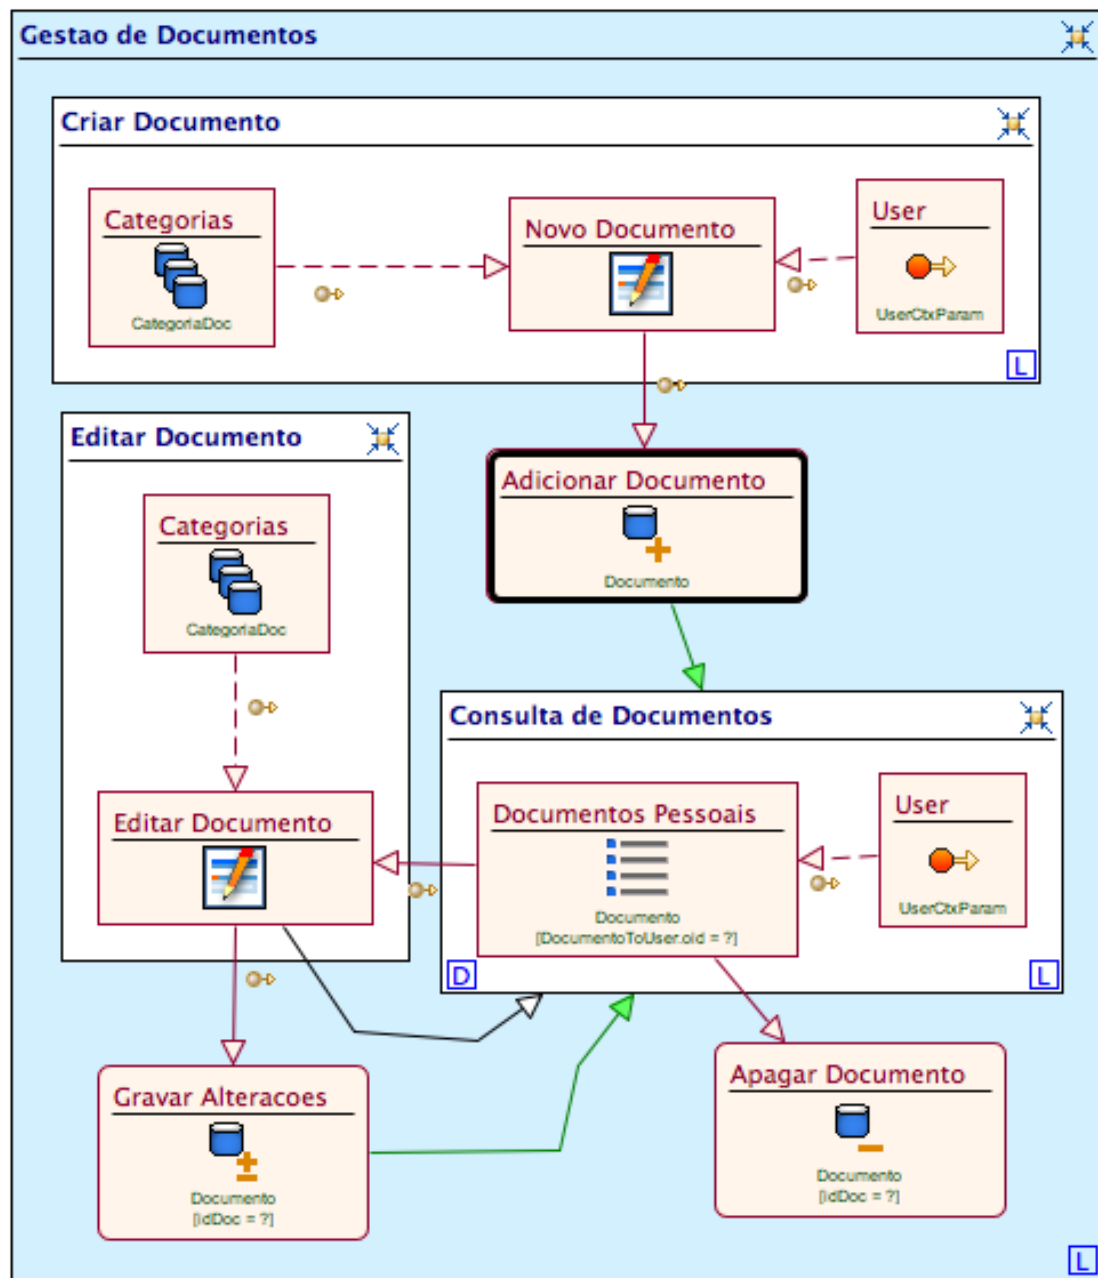 Gestao de Documentos
Criar Documento
Categorias
CategoriaDoc
Novo Documento
User
UserCtxParam
L
Editar Documento
Categorias
CategoriaDoc
Editar Documento
Adicionar Documento
Documento
Consulta de Documentos
Documentos Pessoais
Documento
[DocumentoToUser.oid = ?]
User
UserCtxParam
D
L
Gravar Alteracoes
Documento
[idDoc = ?]
Apagar Documento
Documento
[idDoc = ?]
L